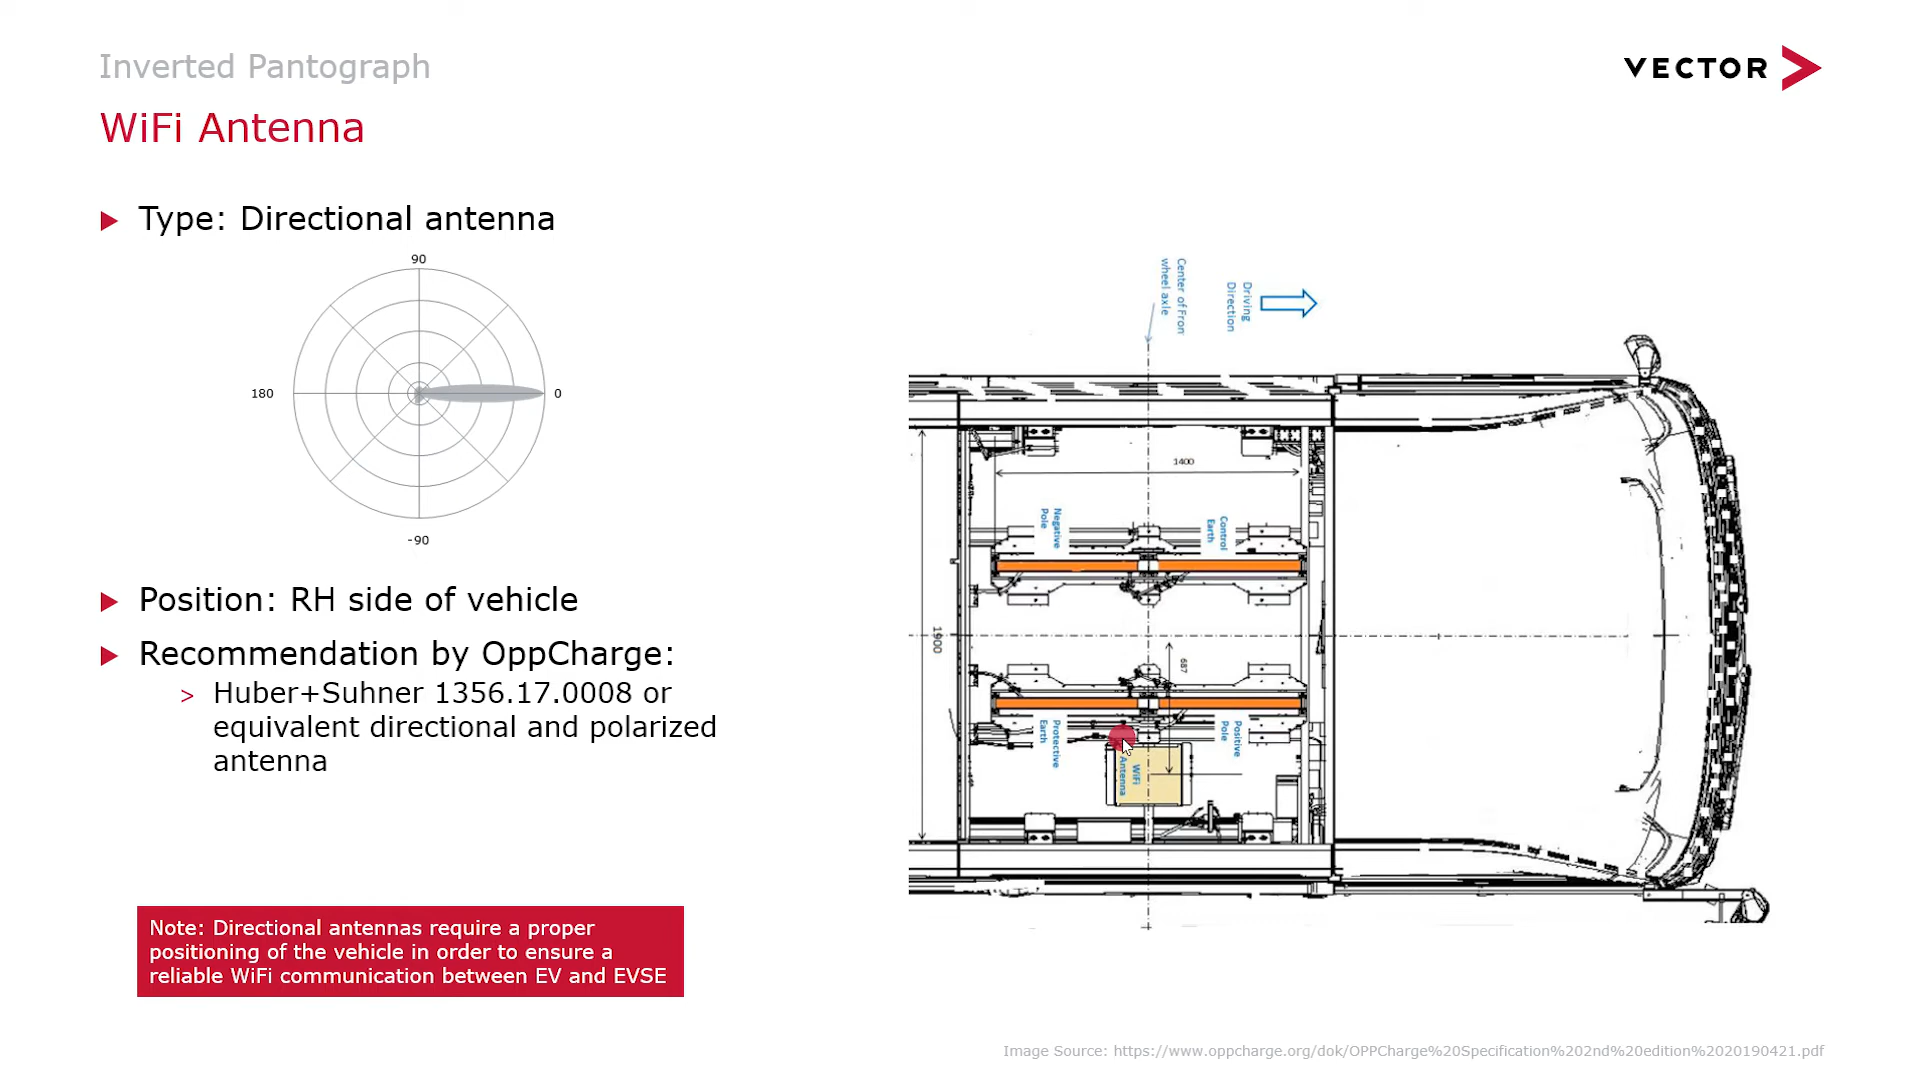 Inverted Pantograph
VECTOR
WiFi Antenna
Type: Directional antenna
90
180
0
-90
Position: RH side of vehicle
Recommendation by OppCharge:
> Huber+Suhner 1356.17.0008 or
equivalent directional and polarized
antenna
Note: Directional antennas require a proper
positioning of the vehicle in order to ensure a
reliable WiFi communication between EV and EVSE
Center of Fron
wheel axle
Driving
Direction
1400
Negative
Pole
Control
Earth
1900
687
Protective
Earth
Positive
Pole
WiFi
Antenna
Image Source: https://www.oppcharge.org/dok/OPPCharge%20Specification%202nd%20edition%2020190421.pdf